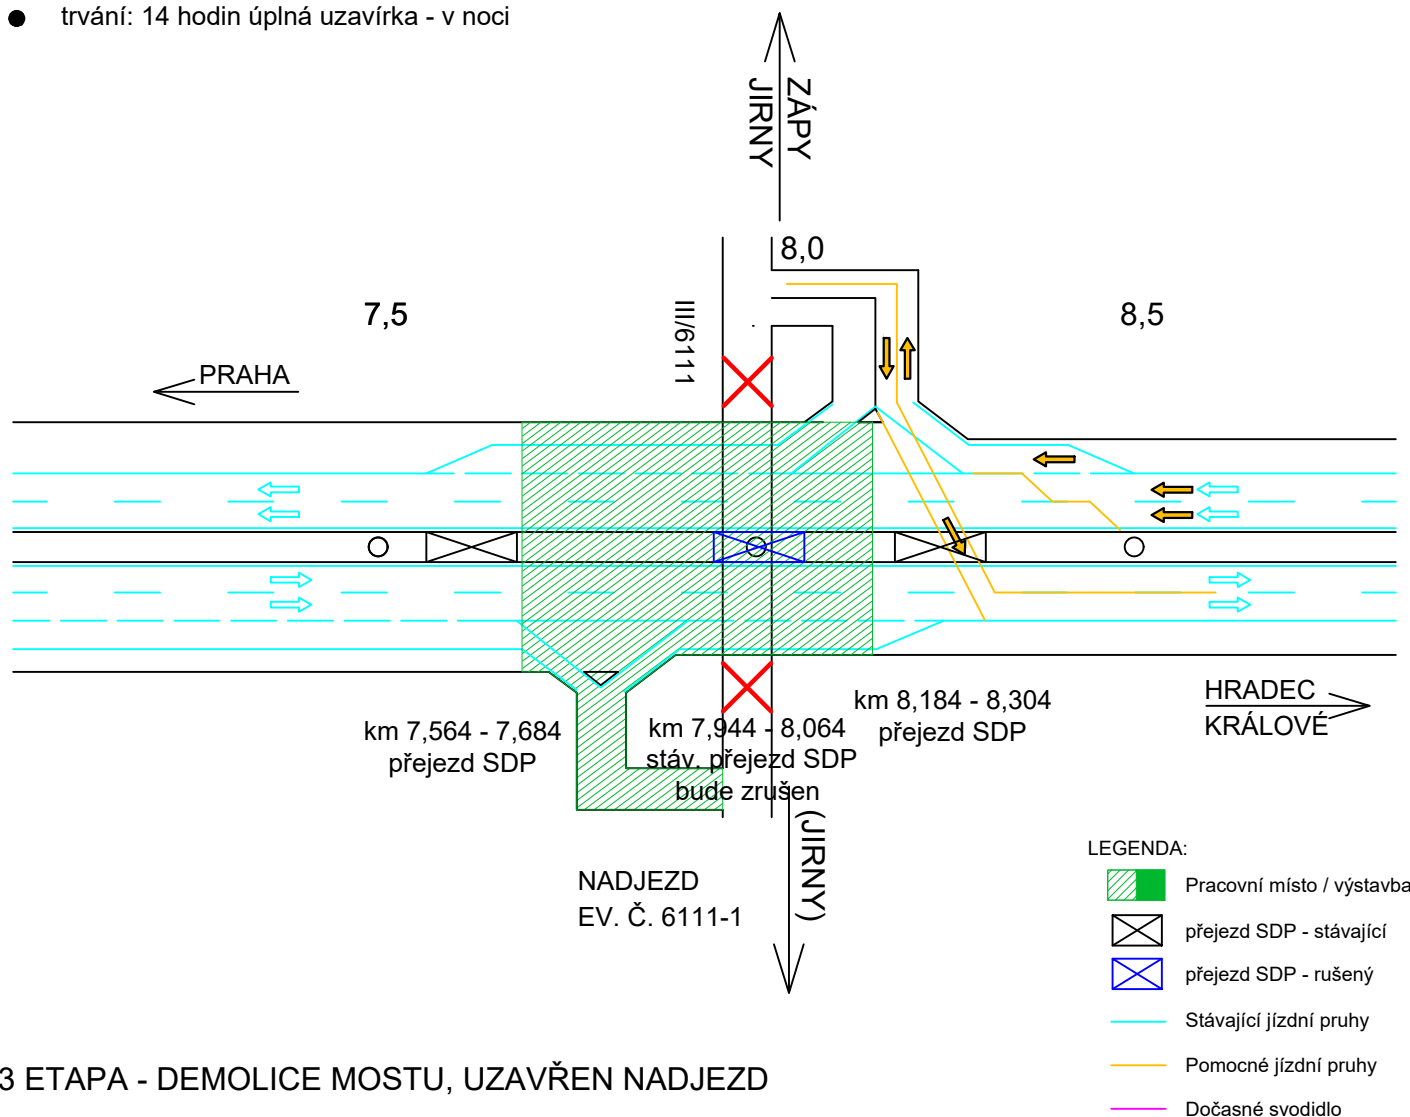 trvání: 14 hodin úplná uzavírka - v noci
ZÁPY
JIRNY
8,0
7,5
III/6111
8,5
PRAHA
HRADEC
KRÁLOVÉ
km 8,184 - 8,304
přejezd SDP
km 7,564 - 7,684
přejezd SDP
km 7,944 - 8,064
stáv. přejezd SDP
bude zrušen
(JIRNY)
NADJEZD
EV. Č. 6111-1
LEGENDA:
Pracovní místo / výstavba
přejezd SDP - stávající
přejezd SDP - rušený
Stávající jízdní pruhy
Pomocné jízdní pruhy
Dočasné svodidlo
3 ETAPA - DEMOLICE MOSTU, UZAVŘEN NADJEZD